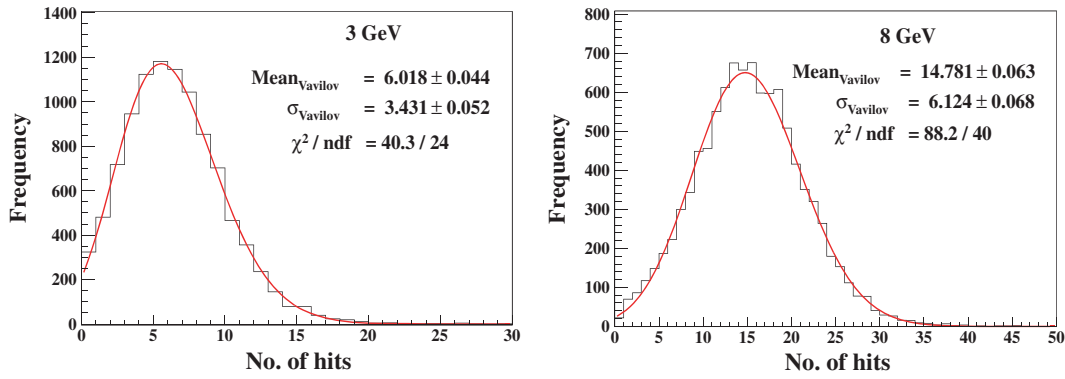 3 GeV
Mean_Vavilov = 6.018 ± 0.044
σ_Vavilov = 3.431 ± 0.052
χ² / ndf = 40.3 / 24
Frequency
1400
1200
1000
800
600
400
200
0
0 5 10 15 20 25 30
No. of hits
8 GeV
Mean_Vavilov = 14.781 ± 0.063
σ_Vavilov = 6.124 ± 0.068
χ² / ndf = 88.2 / 40
Frequency
800
700
600
500
400
300
200
100
0
0 5 10 15 20 25 30 35 40 45 50
No. of hits